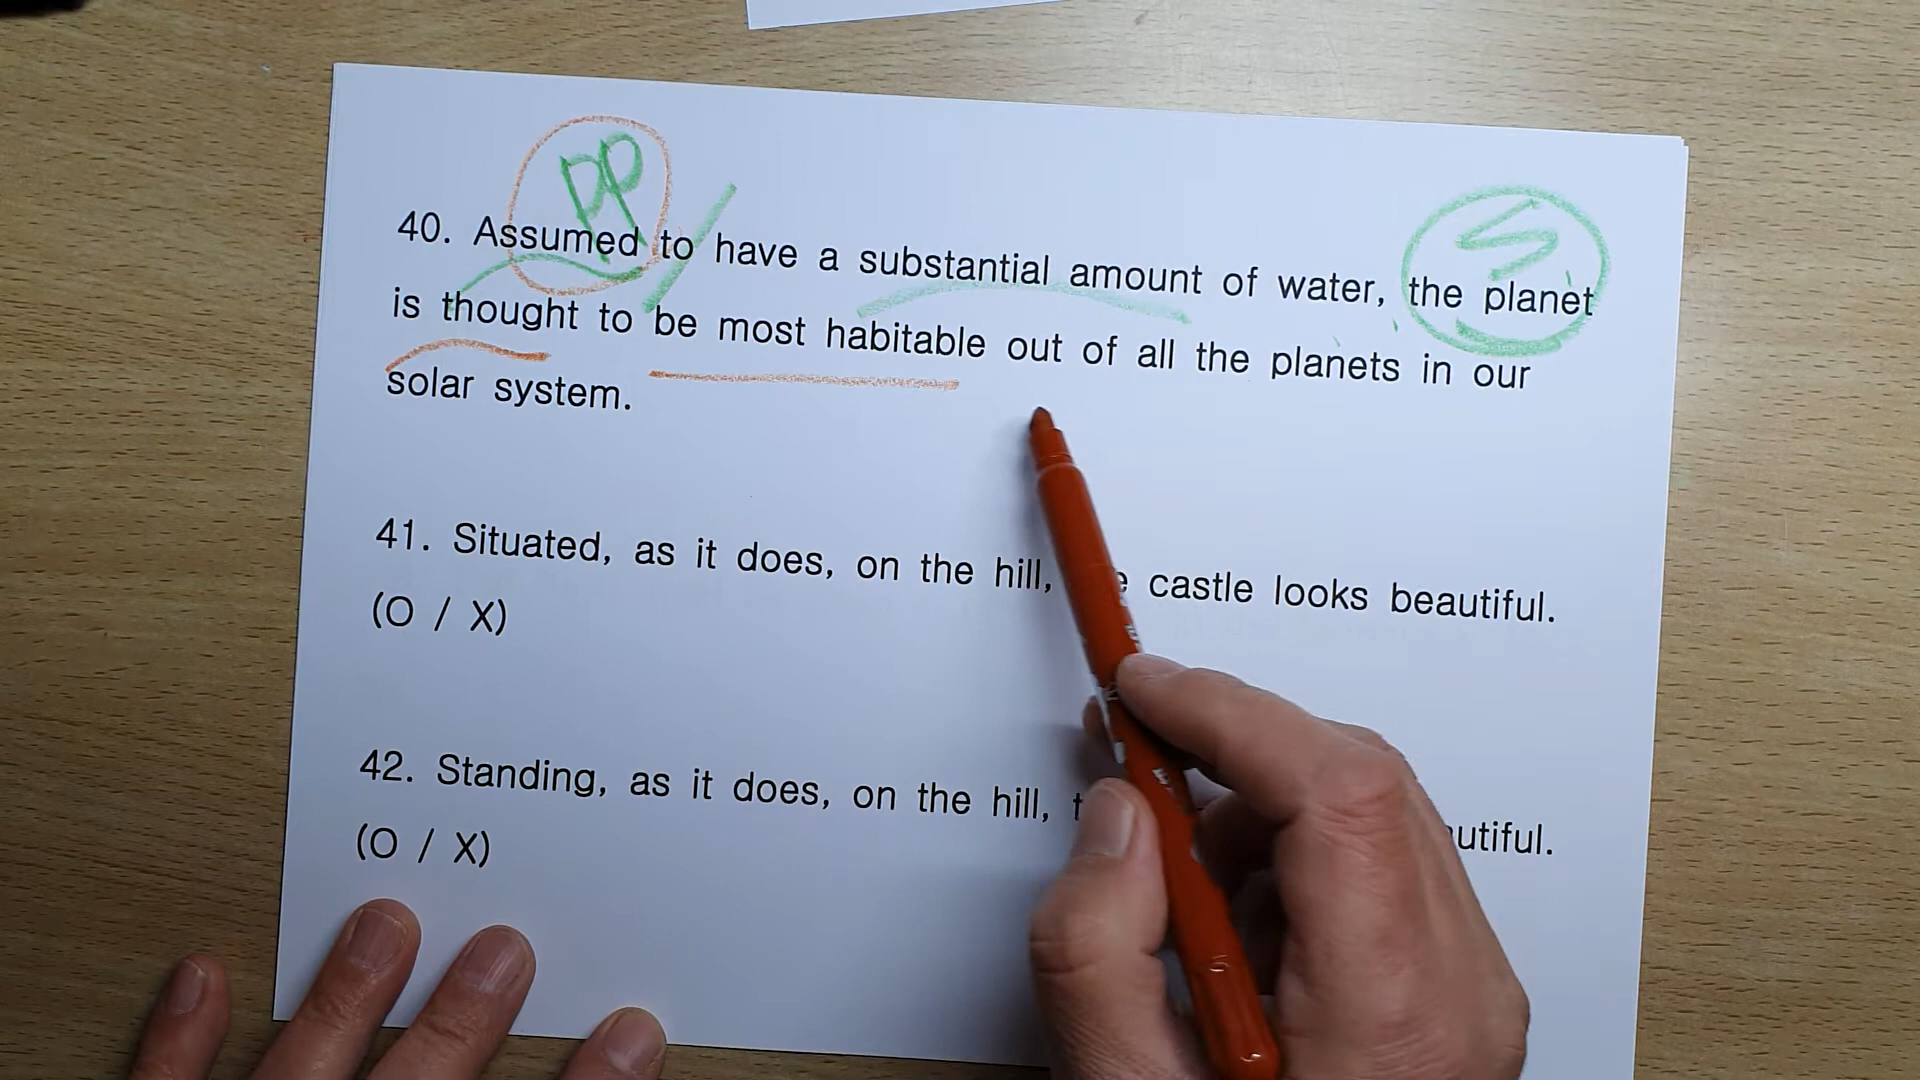 PP
S
40. Assumed to have a substantial amount of water, the planet
is thought to be most habitable out of all the planets in our
solar system.
41. Situated, as it does, on the hill, castle looks beautiful.
(O / X)
42. Standing, as it does, on the hill,
(O / X)